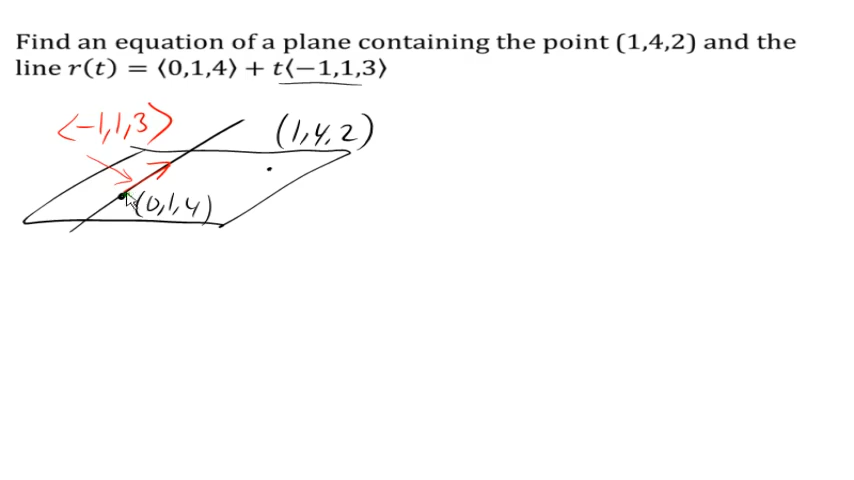 Find an equation of a plane containing the point (1,4,2) and the
line r(t) = ⟨0,1,4⟩ + t⟨−1,1,3⟩
⟨−1,1,3⟩
(1,4,2)
(0,1,4)